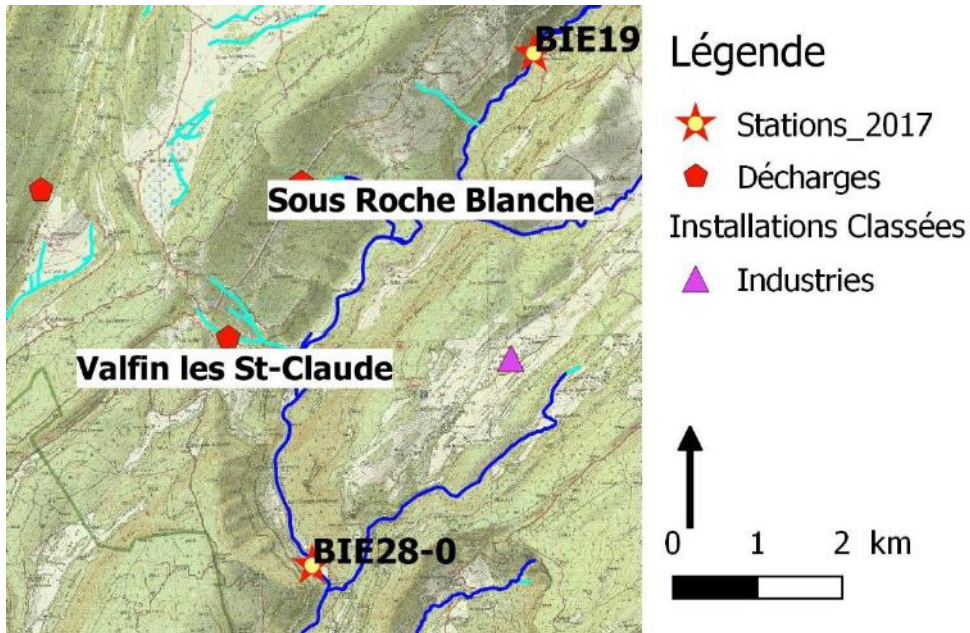 BIE19
Sous Roche Blanche
Valfin les St-Claude
BIE28-0
Légende
Stations_2017
Décharges
Installations Classées
Industries
0 1 2 km